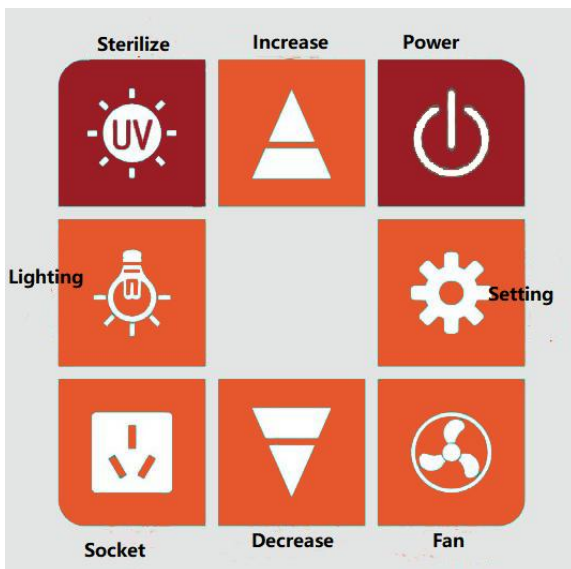 Sterilize Increase Power
UV
Lighting
Setting
Socket Decrease Fan